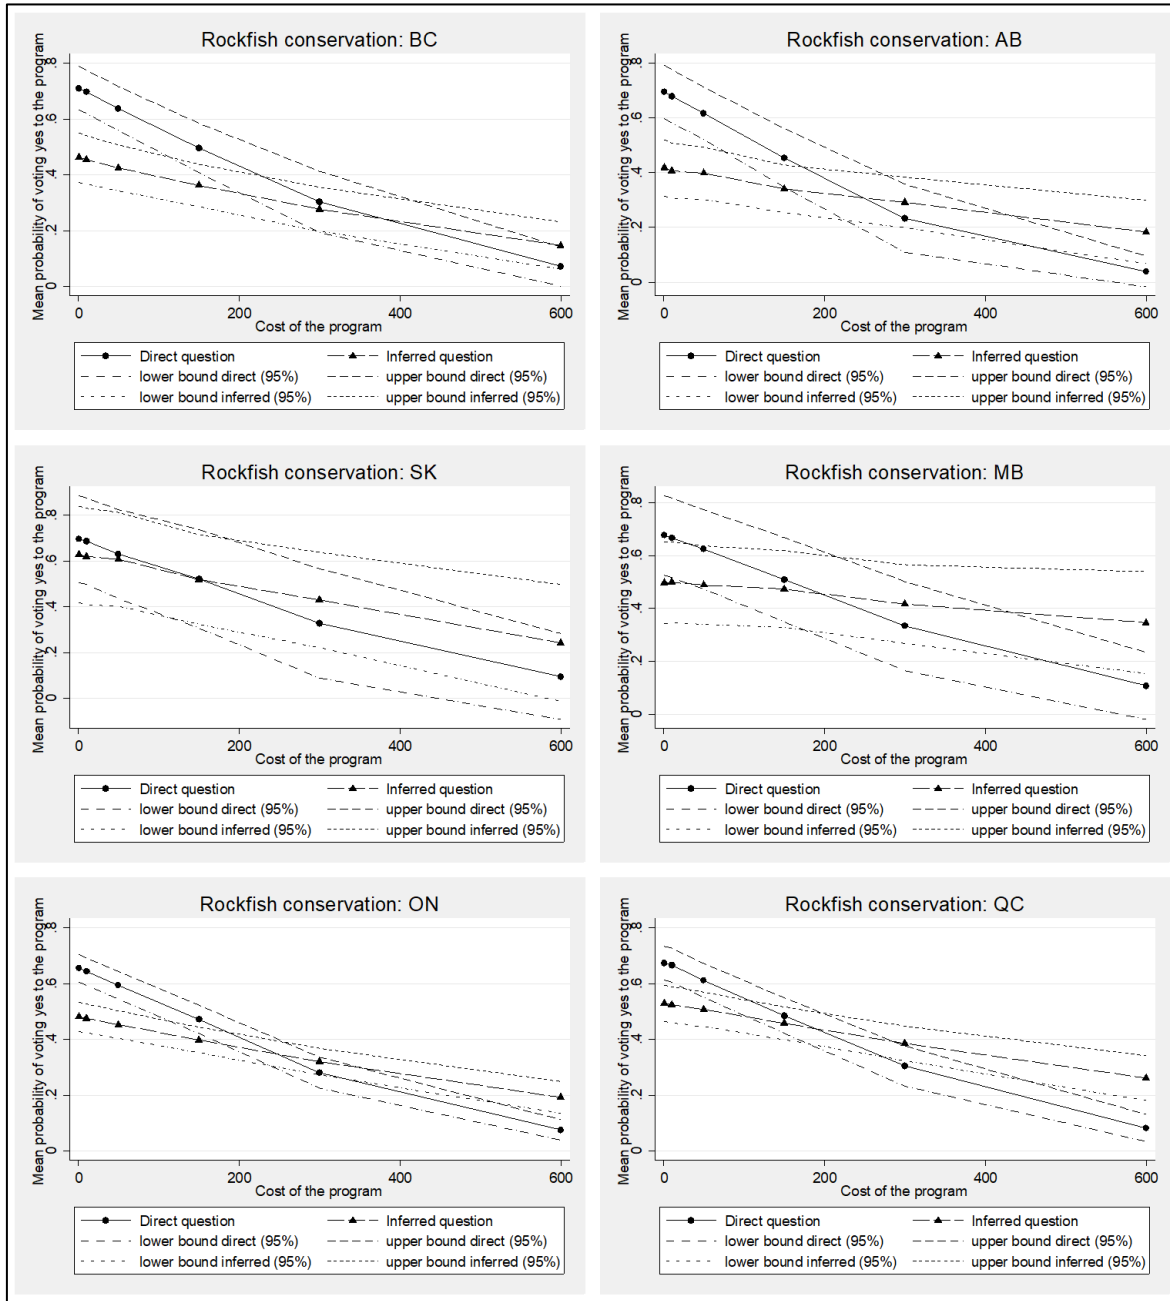 Rockfish conservation: BC
Mean probability of voting yes to the program
.8
.6
.4
.2
0
0 200 400 600
Cost of the program
Direct question Inferred question
lower bound direct (95%) upper bound direct (95%)
lower bound inferred (95%) upper bound inferred (95%)
Rockfish conservation: AB
Mean probability of voting yes to the program
.8
.6
.4
.2
0
0 200 400 600
Cost of the program
Direct question Inferred question
lower bound direct (95%) upper bound direct (95%)
lower bound inferred (95%) upper bound inferred (95%)
Rockfish conservation: SK
Mean probability of voting yes to the program
.8
.6
.4
.2
0
0 200 400 600
Cost of the program
Direct question Inferred question
lower bound direct (95%) upper bound direct (95%)
lower bound inferred (95%) upper bound inferred (95%)
Rockfish conservation: MB
Mean probability of voting yes to the program
.8
.6
.4
.2
0
0 200 400 600
Cost of the program
Direct question Inferred question
lower bound direct (95%) upper bound direct (95%)
lower bound inferred (95%) upper bound inferred (95%)
Rockfish conservation: ON
Mean probability of voting yes to the program
.8
.6
.4
.2
0
0 200 400 600
Cost of the program
Direct question Inferred question
lower bound direct (95%) upper bound direct (95%)
lower bound inferred (95%) upper bound inferred (95%)
Rockfish conservation: QC
Mean probability of voting yes to the program
.8
.6
.4
.2
0
0 200 400 600
Cost of the program
Direct question Inferred question
lower bound direct (95%) upper bound direct (95%)
lower bound inferred (95%) upper bound inferred (95%)